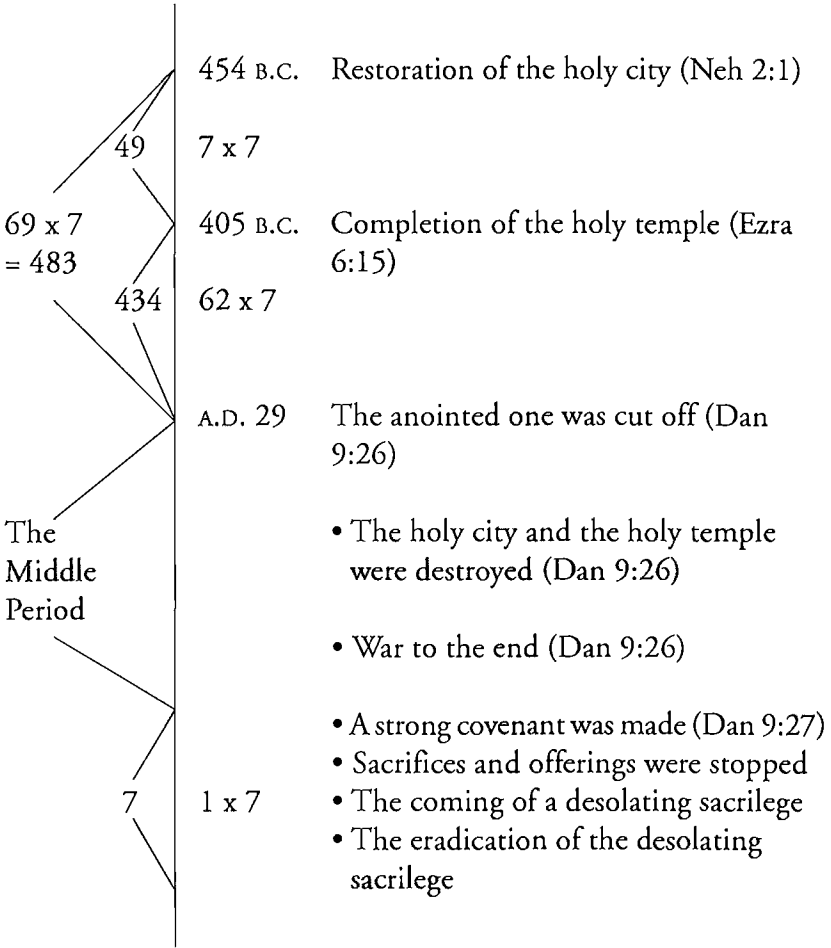 454 B.C. Restoration of the holy city (Neh 2:1)
49 7 x 7
69 x 7 405 B.C. Completion of the holy temple (Ezra
= 483 6:15)
434 62 x 7
A.D. 29 The anointed one was cut off (Dan
9:26)
The • The holy city and the holy temple
Middle were destroyed (Dan 9:26)
Period
• War to the end (Dan 9:26)
• A strong covenant was made (Dan 9:27)
• Sacrifices and offerings were stopped
7 1 x 7 • The coming of a desolating sacrilege
• The eradication of the desolating
sacrilege